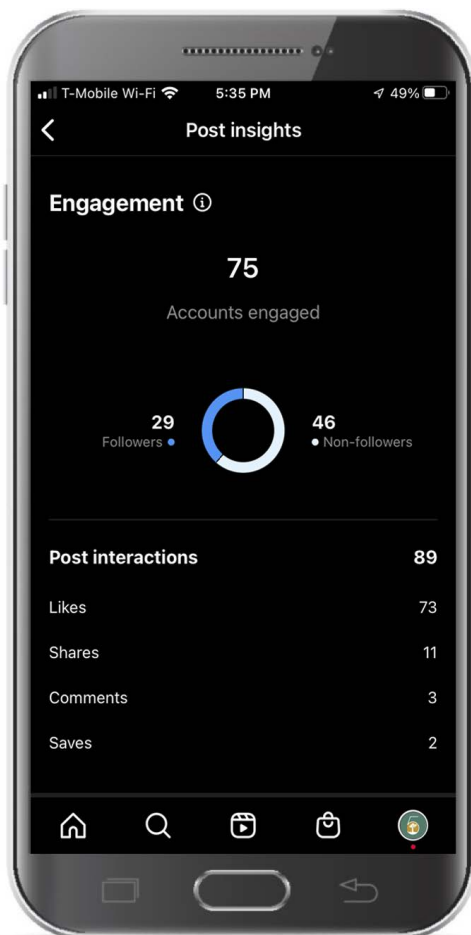 T-Mobile Wi-Fi 5:35 PM 49%
Post insights
Engagement
75
Accounts engaged
29 46
Followers Non-followers
Post interactions 89
Likes 73
Shares 11
Comments 3
Saves 2